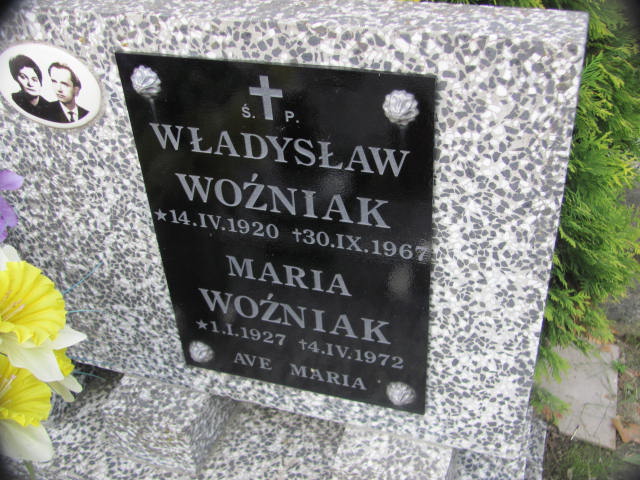 Ś. P.
WŁADYSŁAW
WOŹNIAK
★14.IV.1920 †30.IX.1967
MARIA
WOŹNIAK
★1.I.1927 †4.IV.1972
AVE MARIA